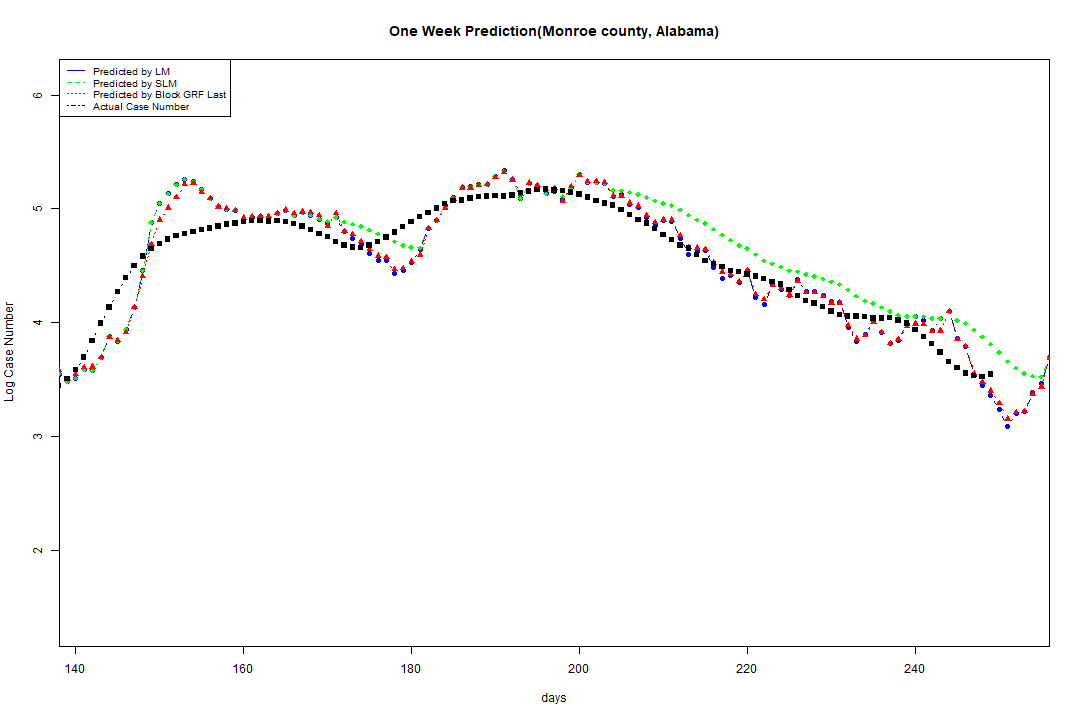 One Week Prediction(Monroe county, Alabama)
Predicted by LM
Predicted by SLM
Predicted by Block GRF Last
Actual Case Number
Log Case Number
6
5
4
3
2
140 160 180 200 220 240
days